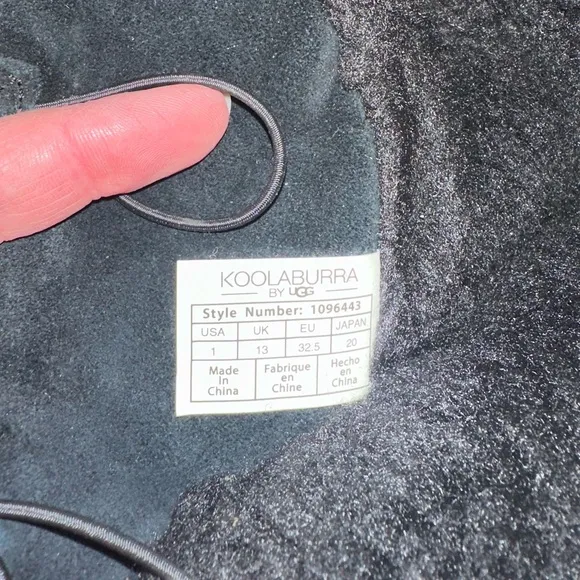 KOOLABURRA
BY UGG
Style Number: 1096443
USA UK EU JAPAN
1 13 32.5 20
Made Fabrique Hecho
in en en
China Chine China